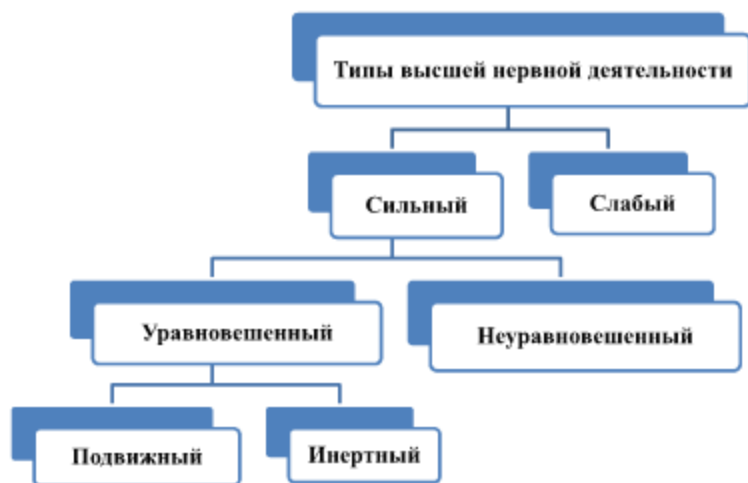 Типы высшей нервной деятельности
Сильный
Слабый
Уравновешенный
Неуравновешенный
Подвижный
Инертный